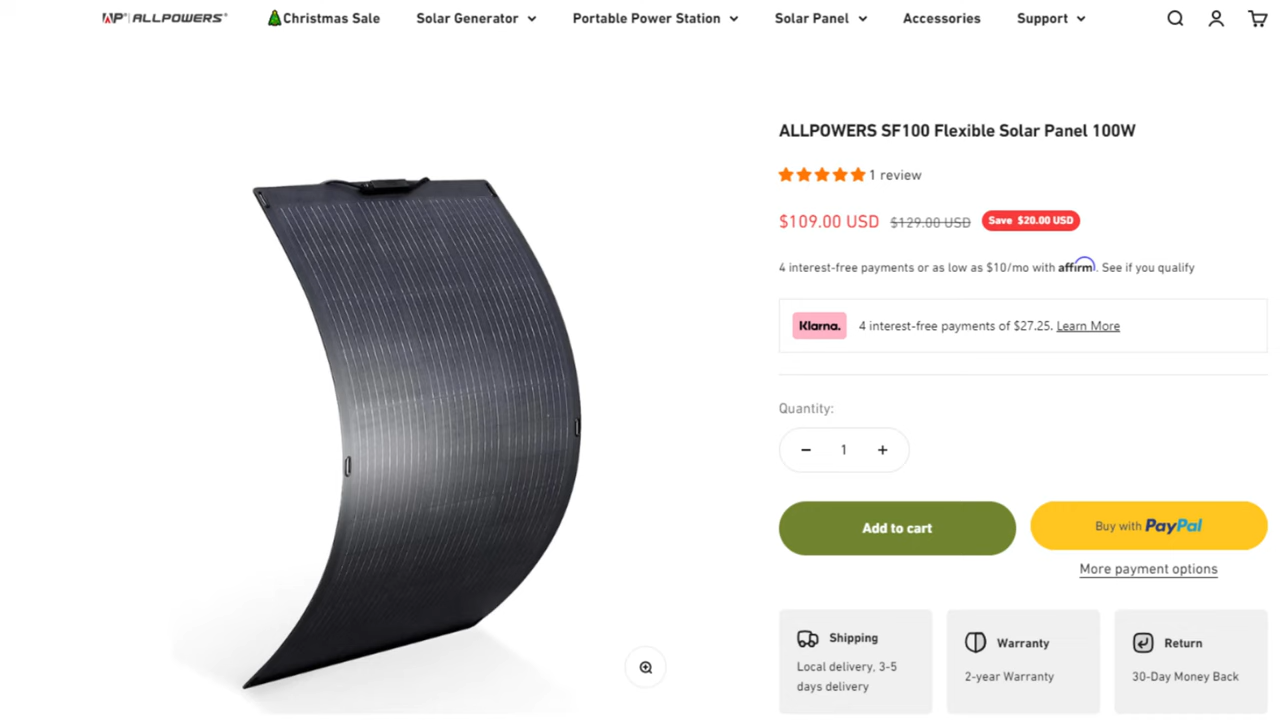 ALLPOWERS®
Christmas Sale
Solar Generator
Portable Power Station
Solar Panel
Accessories
Support
ALLPOWERS SF100 Flexible Solar Panel 100W
1 review
$109.00 USD $129.00 USD Save $20.00 USD
4 interest-free payments or as low as $10/mo with affirm. See if you qualify
Klarna. 4 interest-free payments of $27.25. Learn More
Quantity:
1
Add to cart
Buy with PayPal
More payment options
Shipping
Local delivery, 3-5
days delivery
Warranty
2-year Warranty
Return
30-Day Money Back